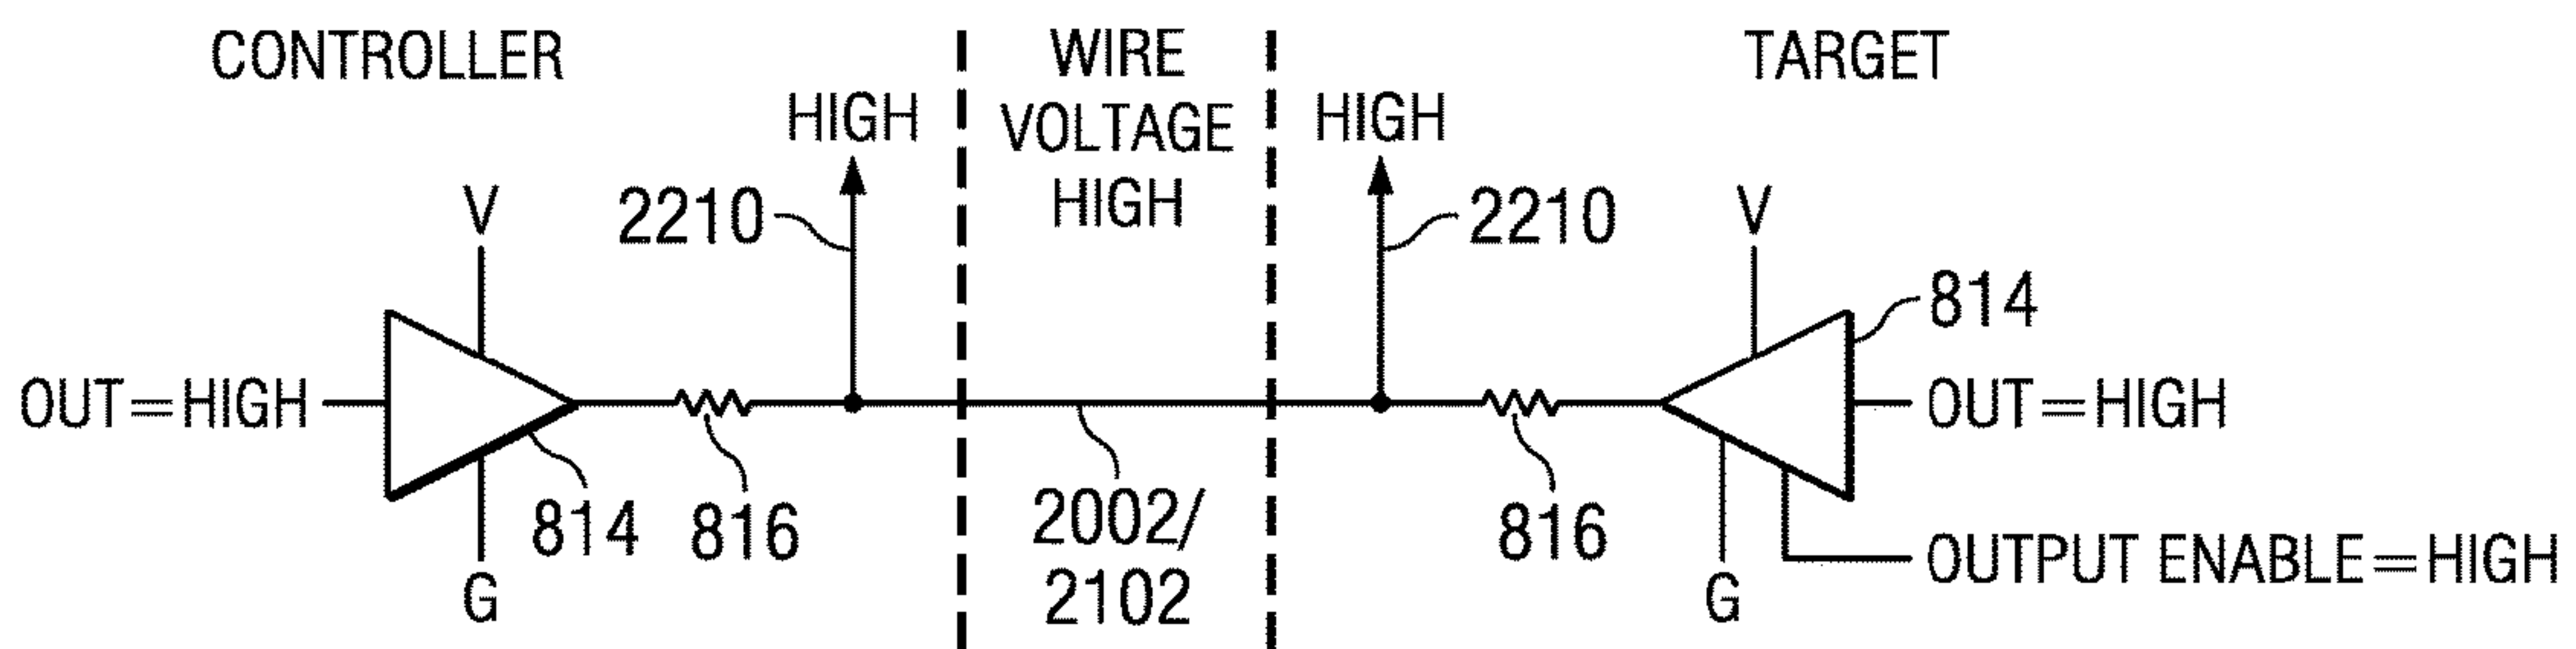 CONTROLLER
WIRE
VOLTAGE
HIGH
TARGET
HIGH
HIGH
V
2210
2210
V
814
OUT=HIGH
OUT=HIGH
814
816
2002/
2102
816
OUTPUT ENABLE=HIGH
G
G